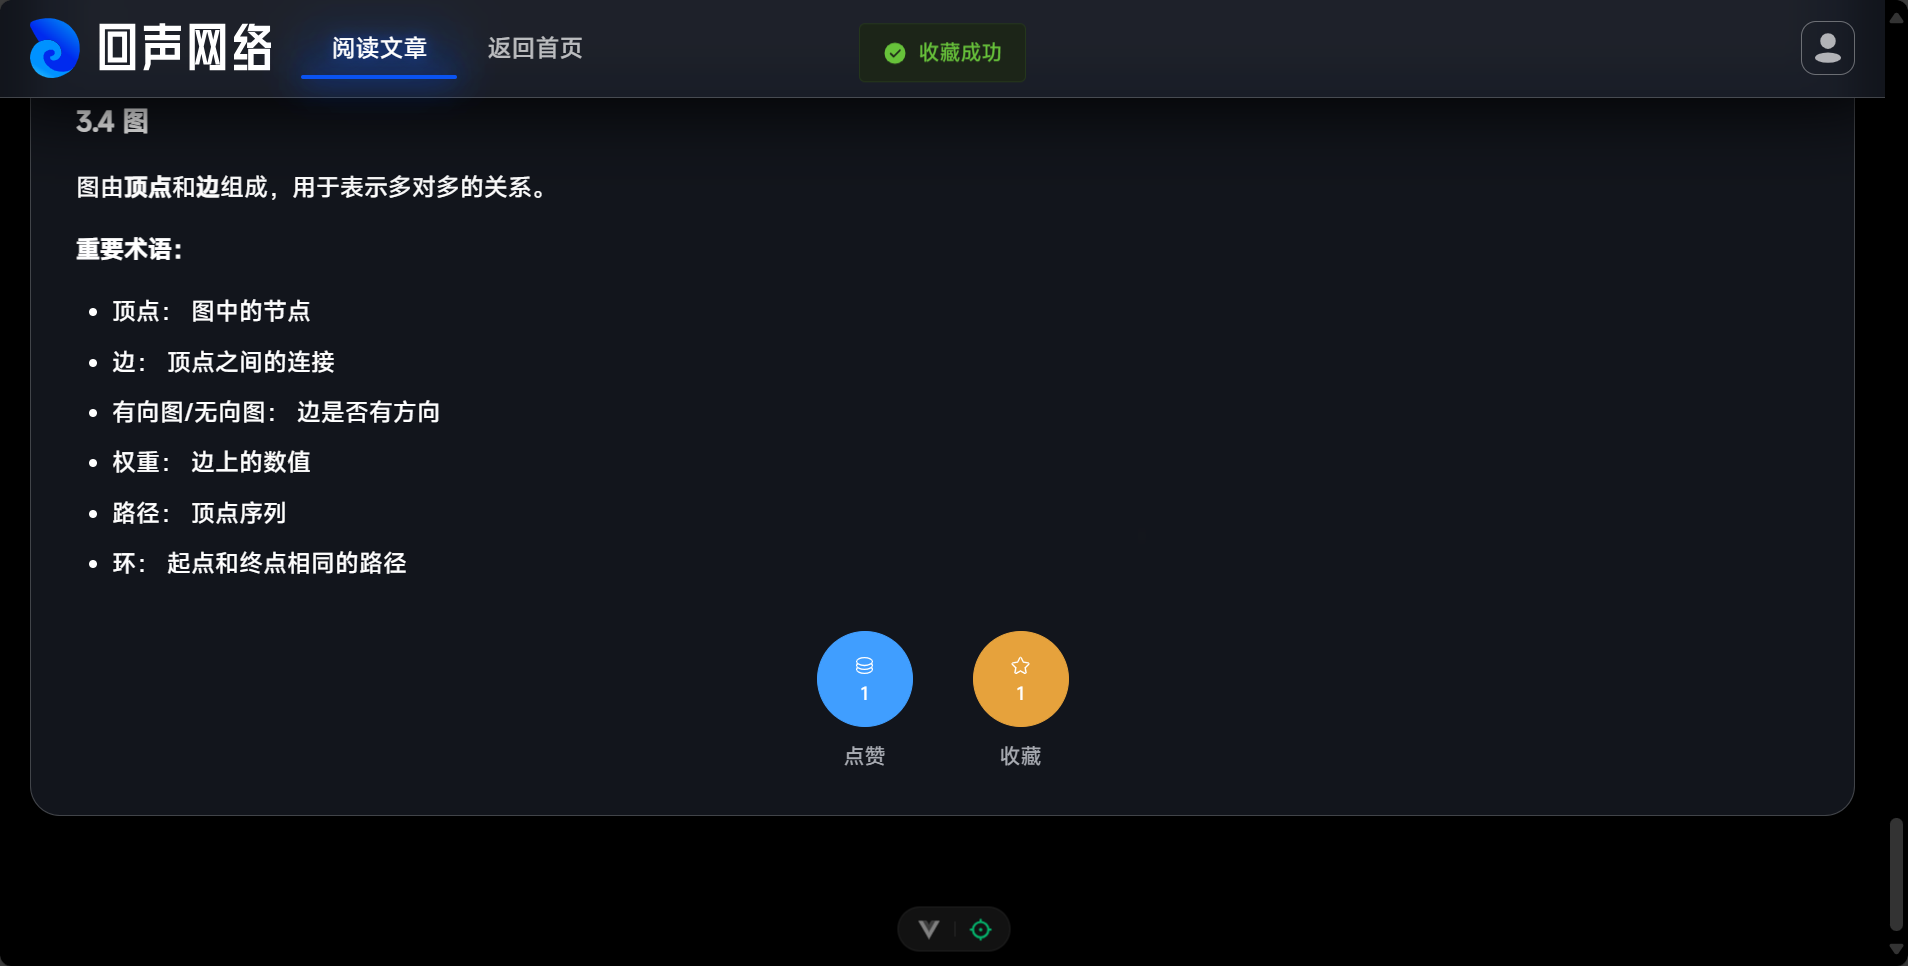 回声网络
阅读文章
返回首页
收藏成功
3.4 图
图由顶点和边组成，用于表示多对多的关系。
重要术语：
• 顶点： 图中的节点
• 边： 顶点之间的连接
• 有向图/无向图： 边是否有方向
• 权重： 边上的数值
• 路径： 顶点序列
• 环： 起点和终点相同的路径
1
1
点赞
收藏